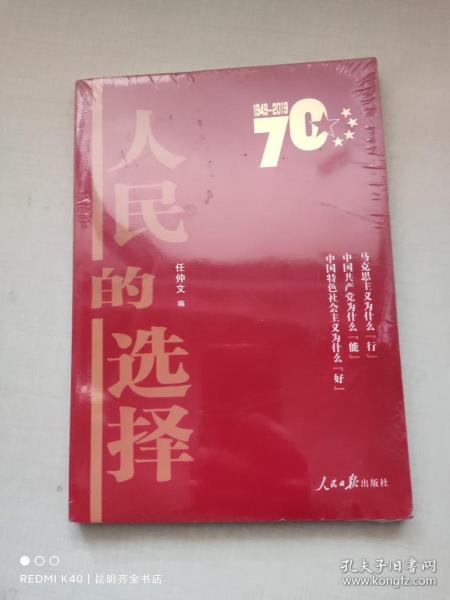 1949-2019
70
人民的选择
任仲文 编
马克思主义为什么「行」
中国共产党为什么「能」
中国特色社会主义为什么「好」
人民日报出版社
REDMI K40 | 昆明齐全书店
孔夫子旧书网
www.kongfz.com